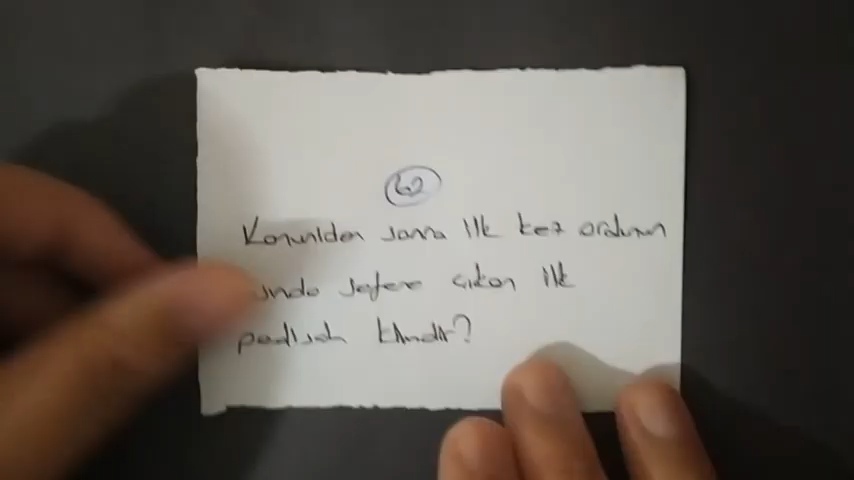 62
Kanuniden sonra ilk kez ordunun
sefere çıkan ilk
padişah kimdir?